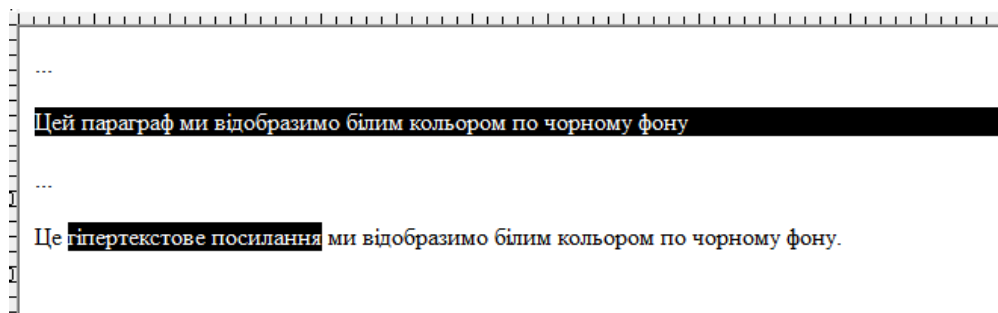 ...
Цей параграф ми відобразимо білим кольором по чорному фону
...
Це гіпертекстове посилання ми відобразимо білим кольором по чорному фону.